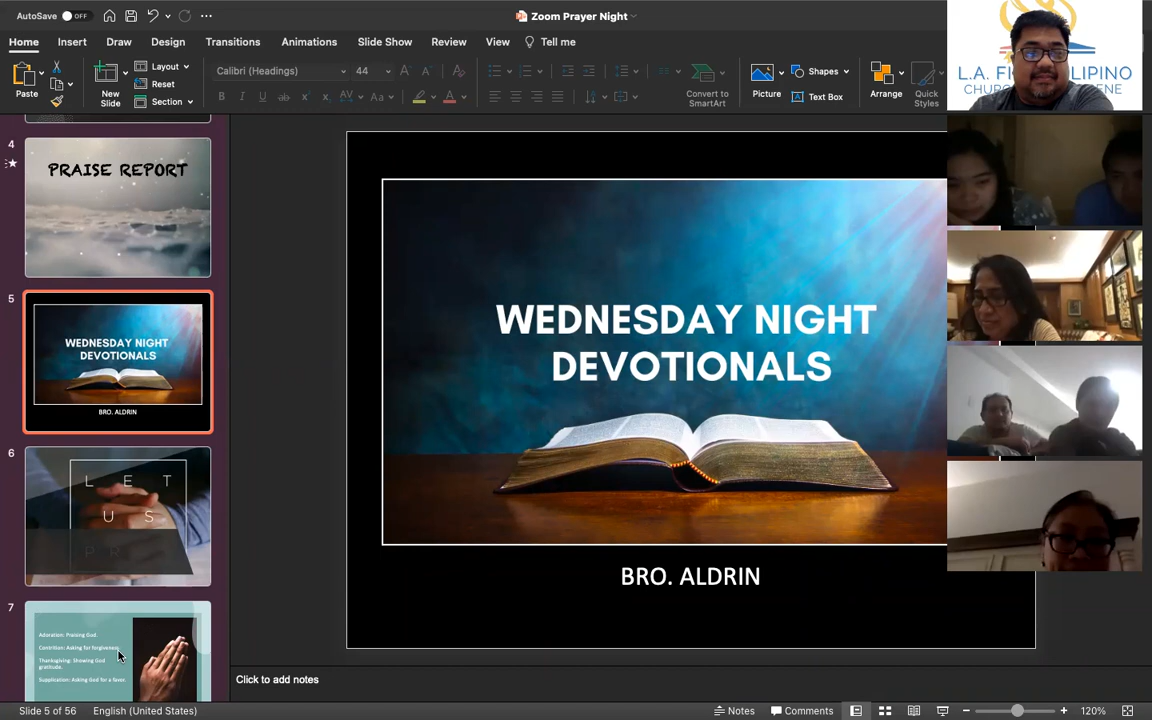 AutoSave OFF
Zoom Prayer Night
Home Insert Draw Design Transitions Animations Slide Show Review View Tell me
Paste
New
Slide
Layout
Reset
Section
Calibri (Headings) 44
B I U ab x x AV Aa A
Convert to
SmartArt
Picture
Shapes
Text Box
Arrange
Quick
Styles
L.A. FI LIPINO
CHU ENE
4
PRAISE REPORT
5
WEDNESDAY NIGHT
DEVOTIONALS
BRO. ALDRIN
6
L E T
U S
P R
7
Adoration: Praising God.
Contrition: Asking for forgiveness.
Thanksgiving: Showing God
gratitude.
Supplication: Asking God for a favor.
WEDNESDAY NIGHT
DEVOTIONALS
BRO. ALDRIN
Click to add notes
Slide 5 of 56 English (United States) Notes Comments 120%